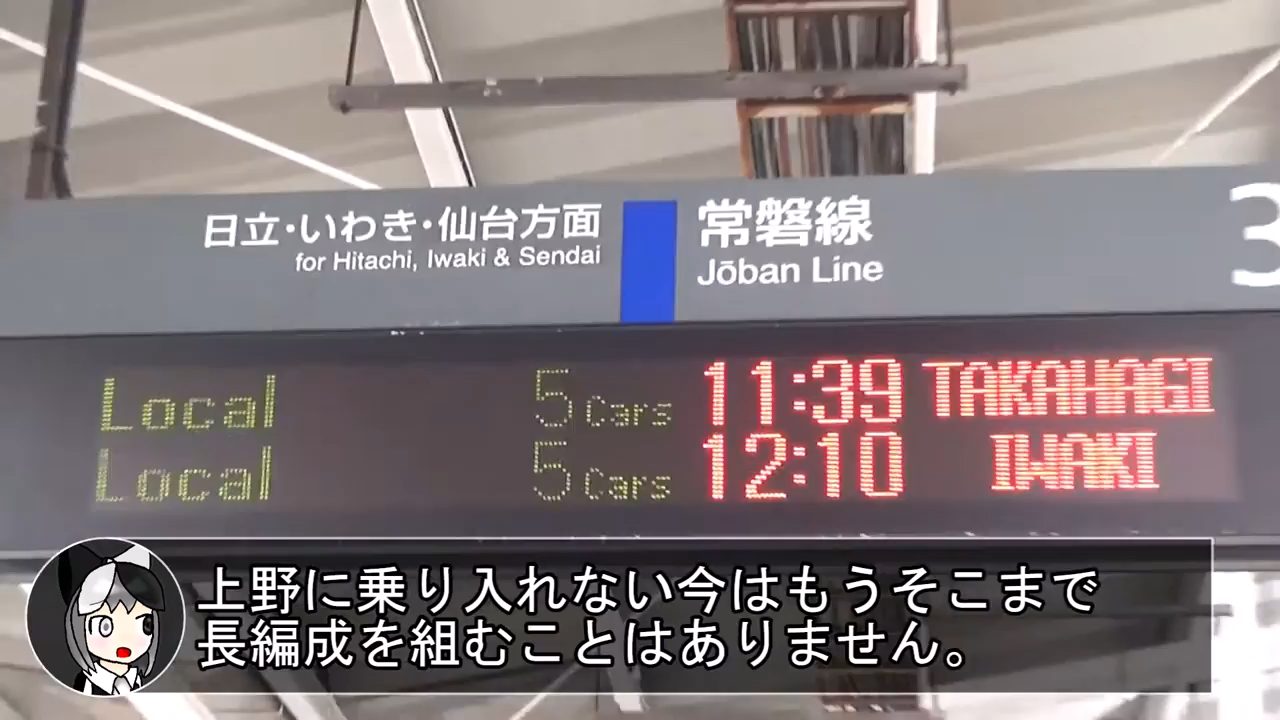 日立・いわき・仙台方面
for Hitachi, Iwaki & Sendai
常磐線
Jōban Line
3
Local 5 Cars 11:39 TAKAHAGI
Local 5 Cars 12:10 IWAKI
上野に乗り入れない今はもうそこまで
長編成を組むことはありません。